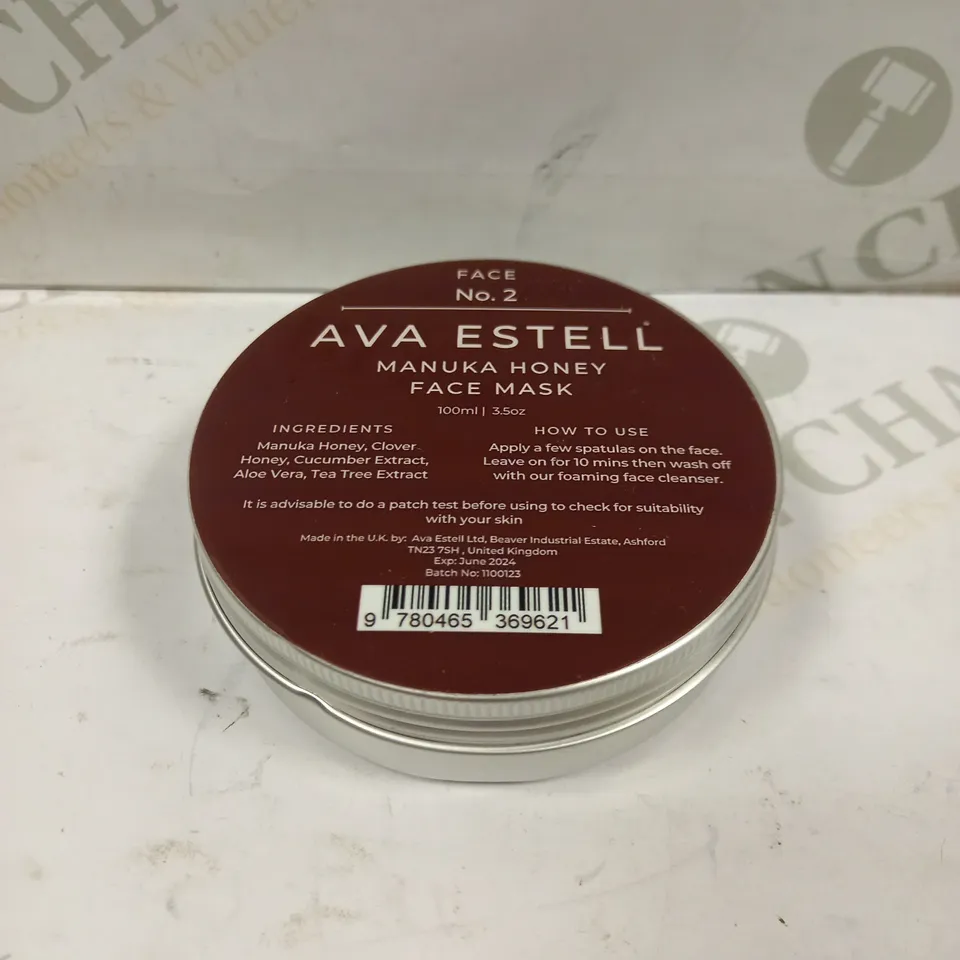 FACE
No. 2
AVA ESTELL
MANUKA HONEY
FACE MASK
100ml | 3.5oz
INGREDIENTS
Manuka Honey, Clover
Honey, Cucumber Extract,
Aloe Vera, Tea Tree Extract
HOW TO USE
Apply a few spatulas on the face.
Leave on for 10 mins then wash off
with our foaming face cleanser.
It is advisable to do a patch test before using to check for suitability
with your skin
Made in the U.K. by: Ava Estell Ltd, Beaver Industrial Estate, Ashford
TN23 7SH , United Kingdom
Exp: June 2024
Batch No: 1100123
9 780465 369621